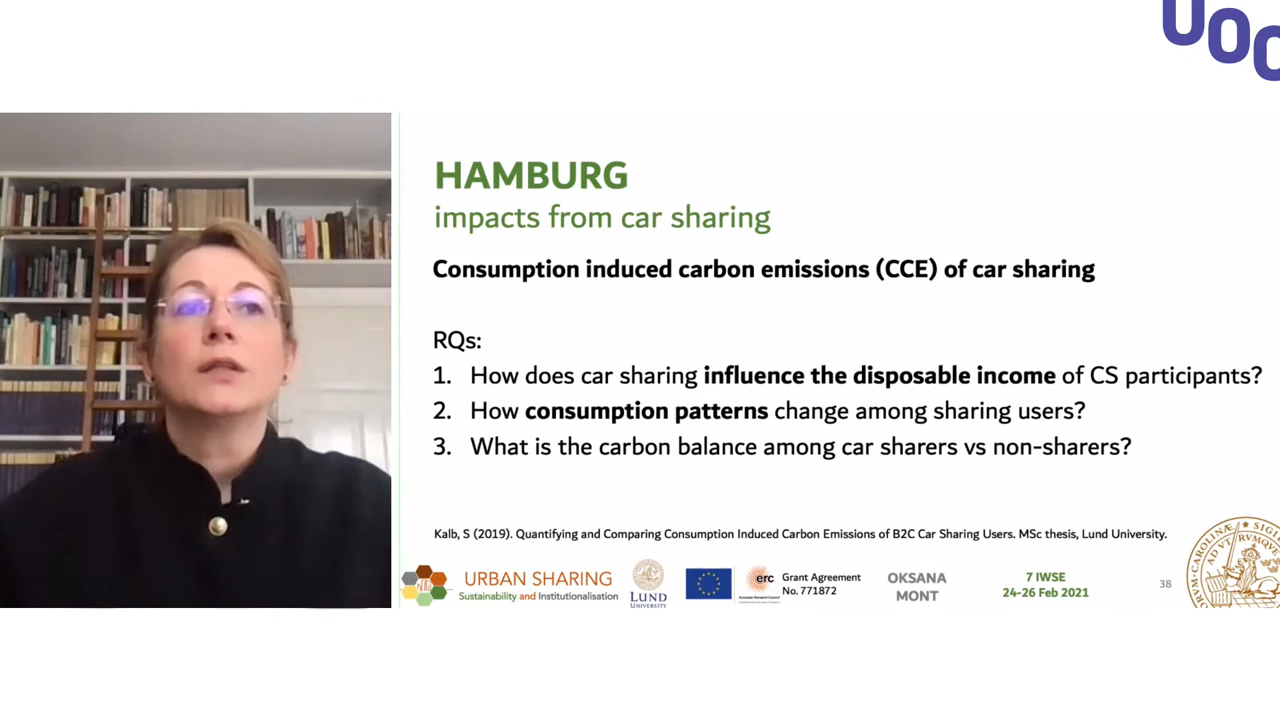 UOC
HAMBURG
impacts from car sharing
Consumption induced carbon emissions (CCE) of car sharing
RQs:
1. How does car sharing influence the disposable income of CS participants?
2. How consumption patterns change among sharing users?
3. What is the carbon balance among car sharers vs non-sharers?
Kalb, S (2019). Quantifying and Comparing Consumption Induced Carbon Emissions of B2C Car Sharing Users. MSc thesis, Lund University.
URBAN SHARING
Sustainability and Institutionalisation
LUND
UNIVERSITY
erc
Grant Agreement
No. 771872
OKSANA
MONT
7 IWSE
24-26 Feb 2021
38